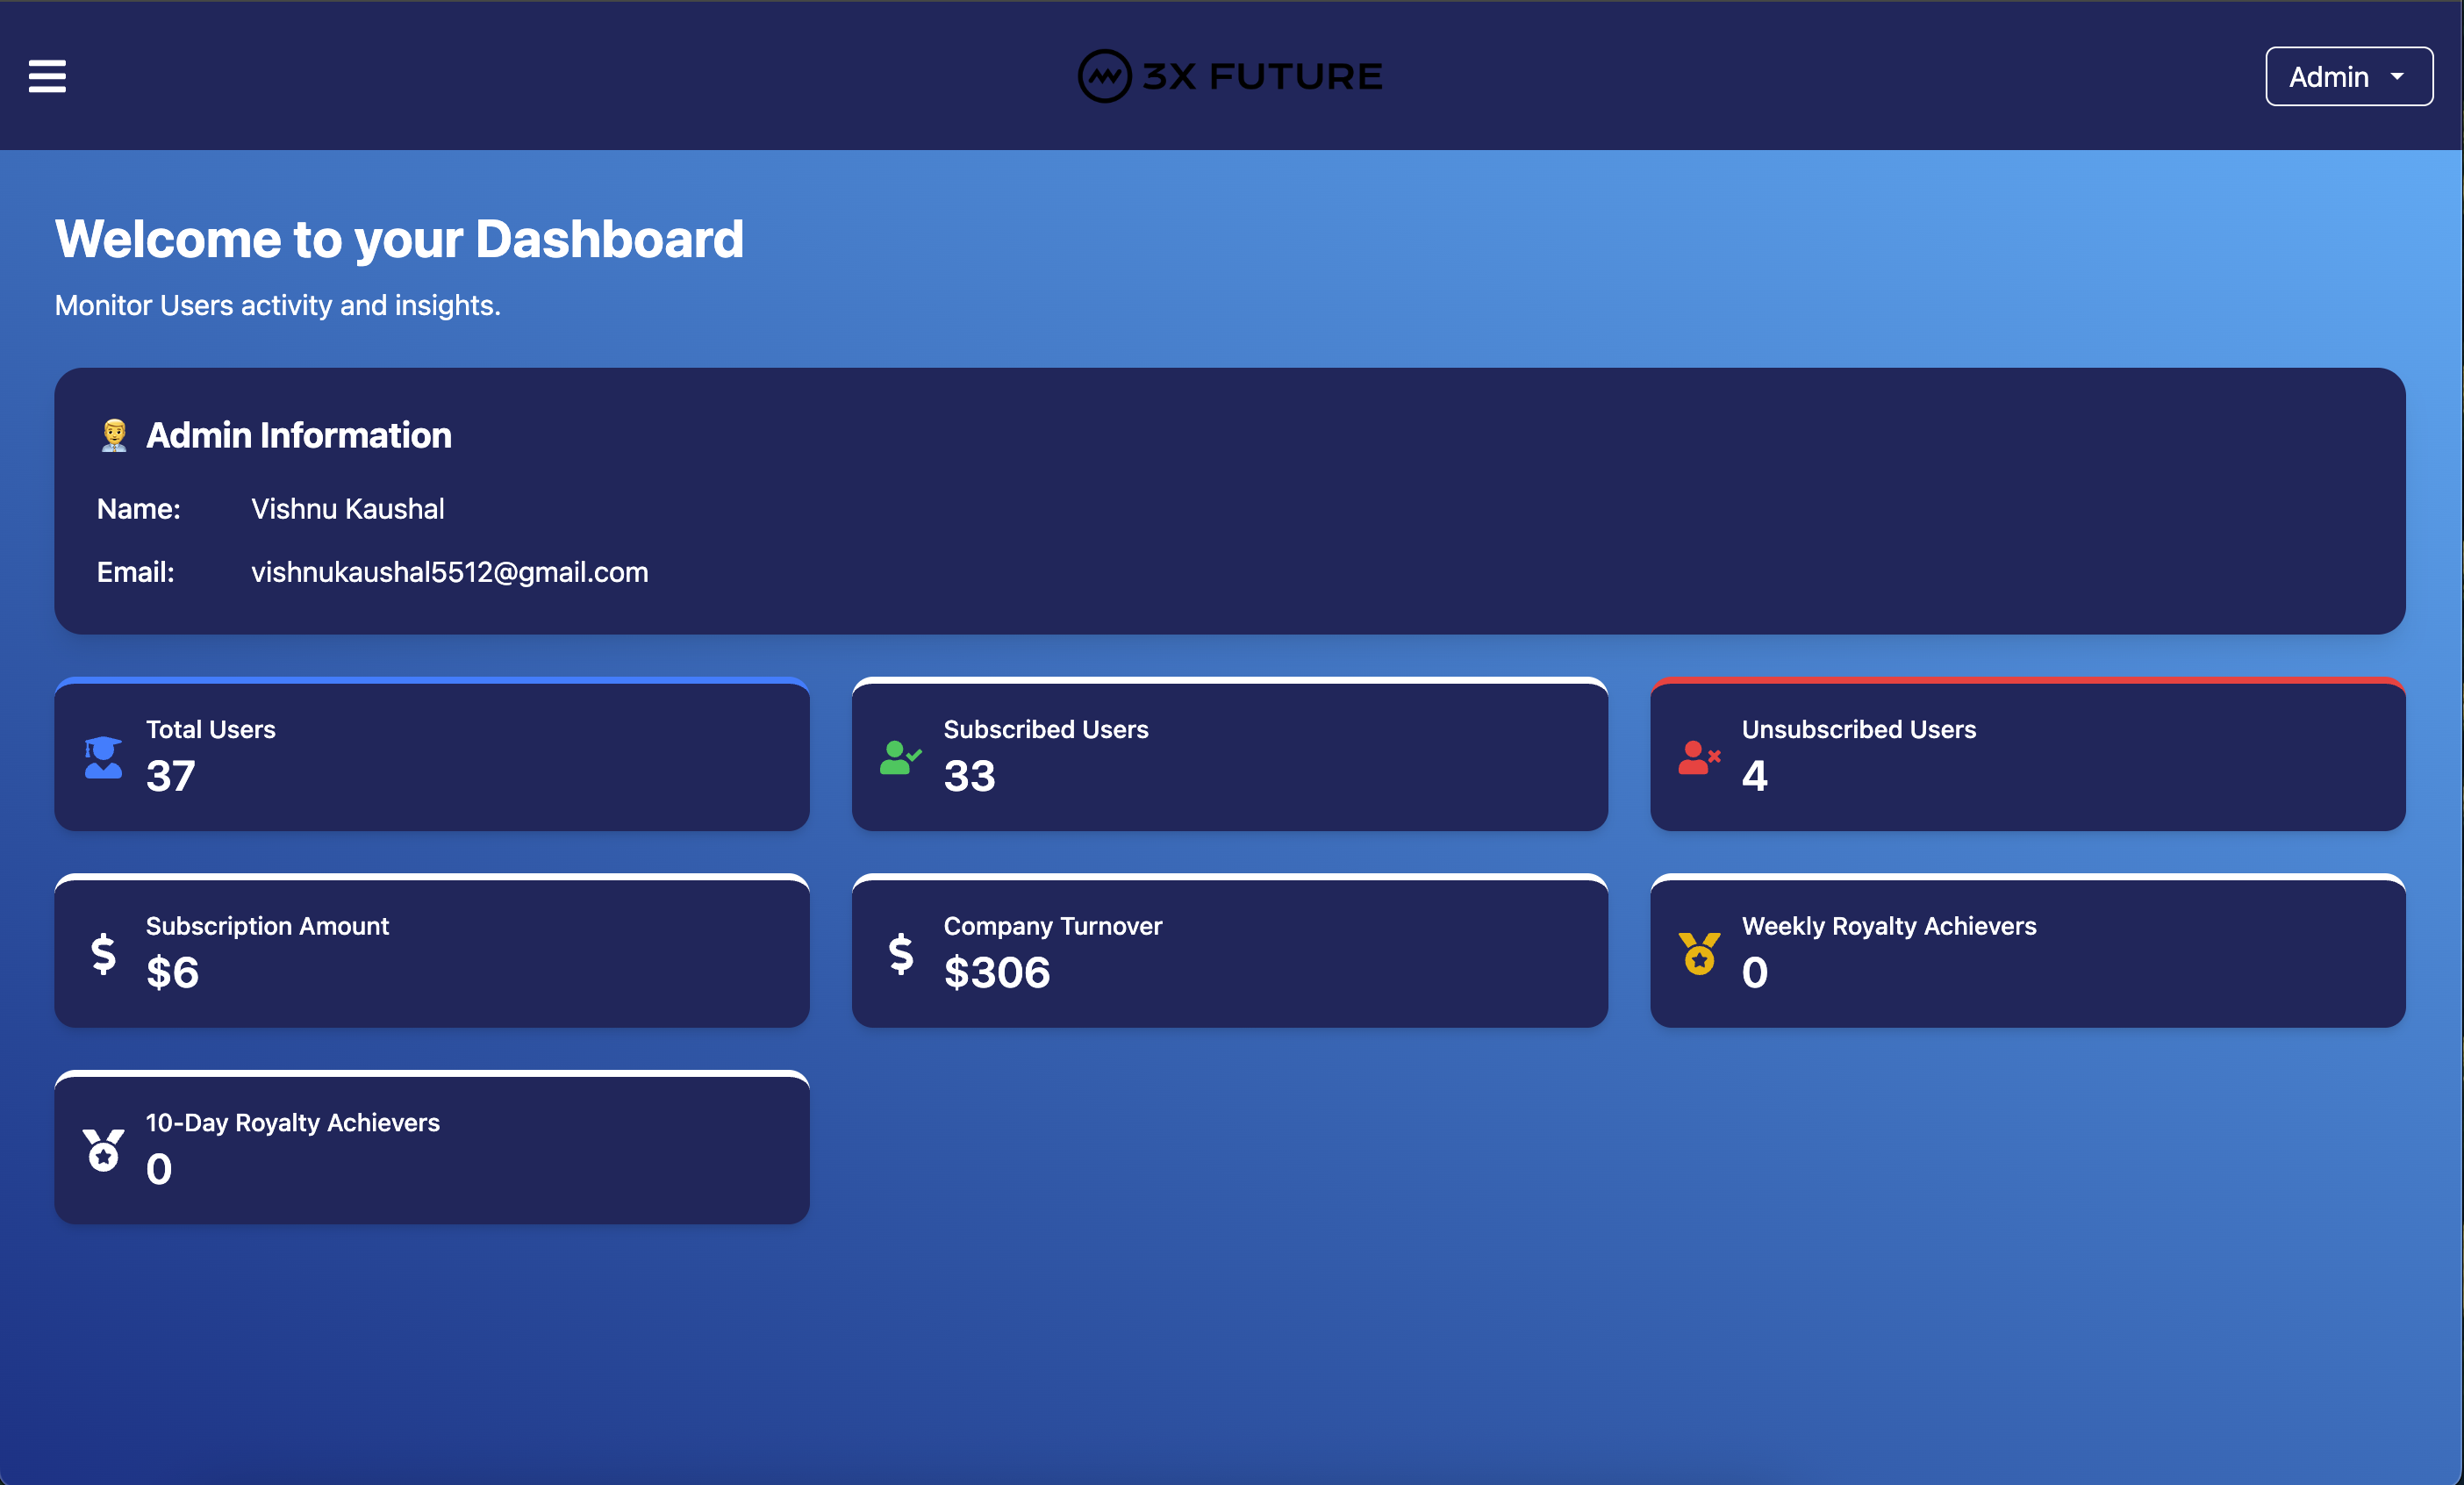 3X FUTURE
Admin
Welcome to your Dashboard
Monitor Users activity and insights.
Admin Information
Name: Vishnu Kaushal
Email: vishnukaushal5512@gmail.com
Total Users
37
Subscribed Users
33
Unsubscribed Users
4
Subscription Amount
$6
Company Turnover
$306
Weekly Royalty Achievers
0
10-Day Royalty Achievers
0